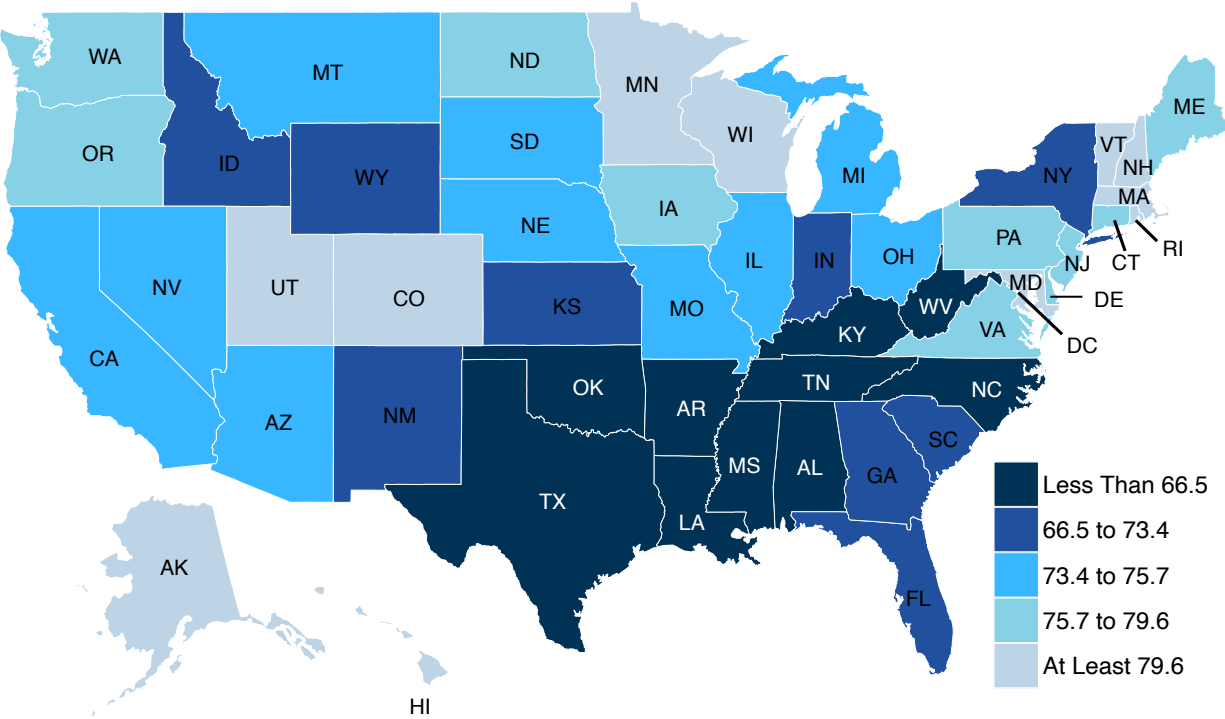 WA
MT
ND
MN
ME
OR
ID
WY
SD
WI
MI
NY
VT
NH
MA
NE
IA
PA
RI
NV
UT
CO
IL
IN
OH
NJ
CT
KS
MO
WV
MD
DE
CA
KY
VA
DC
AZ
NM
OK
AR
TN
NC
TX
MS
AL
GA
SC
LA
FL
AK
HI
Less Than 66.5
66.5 to 73.4
73.4 to 75.7
75.7 to 79.6
At Least 79.6